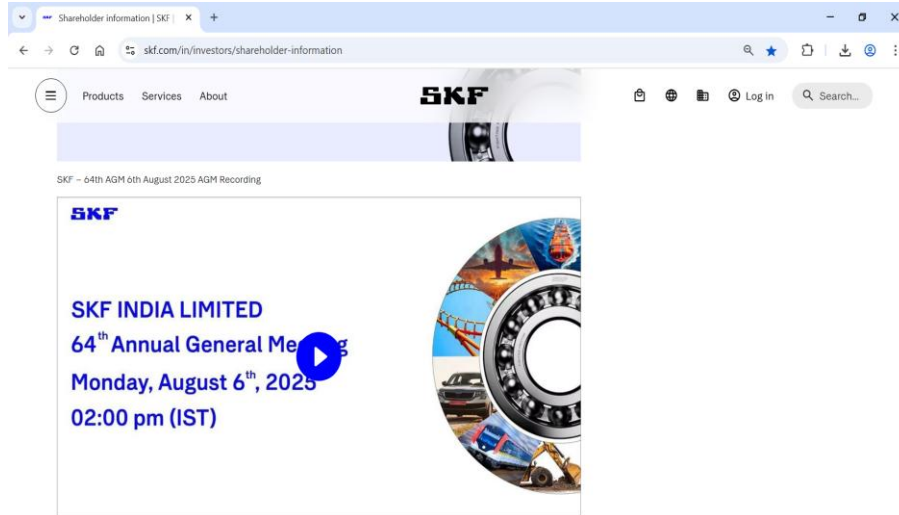 Shareholder information | SKF |
skf.com/in/investors/shareholder-information
Products Services About SKF Log in Search...
SKF – 64th AGM 6th August 2025 AGM Recording
SKF
SKF INDIA LIMITED
64th Annual General
Monday, August 6th, 2025
02:00 pm (IST)